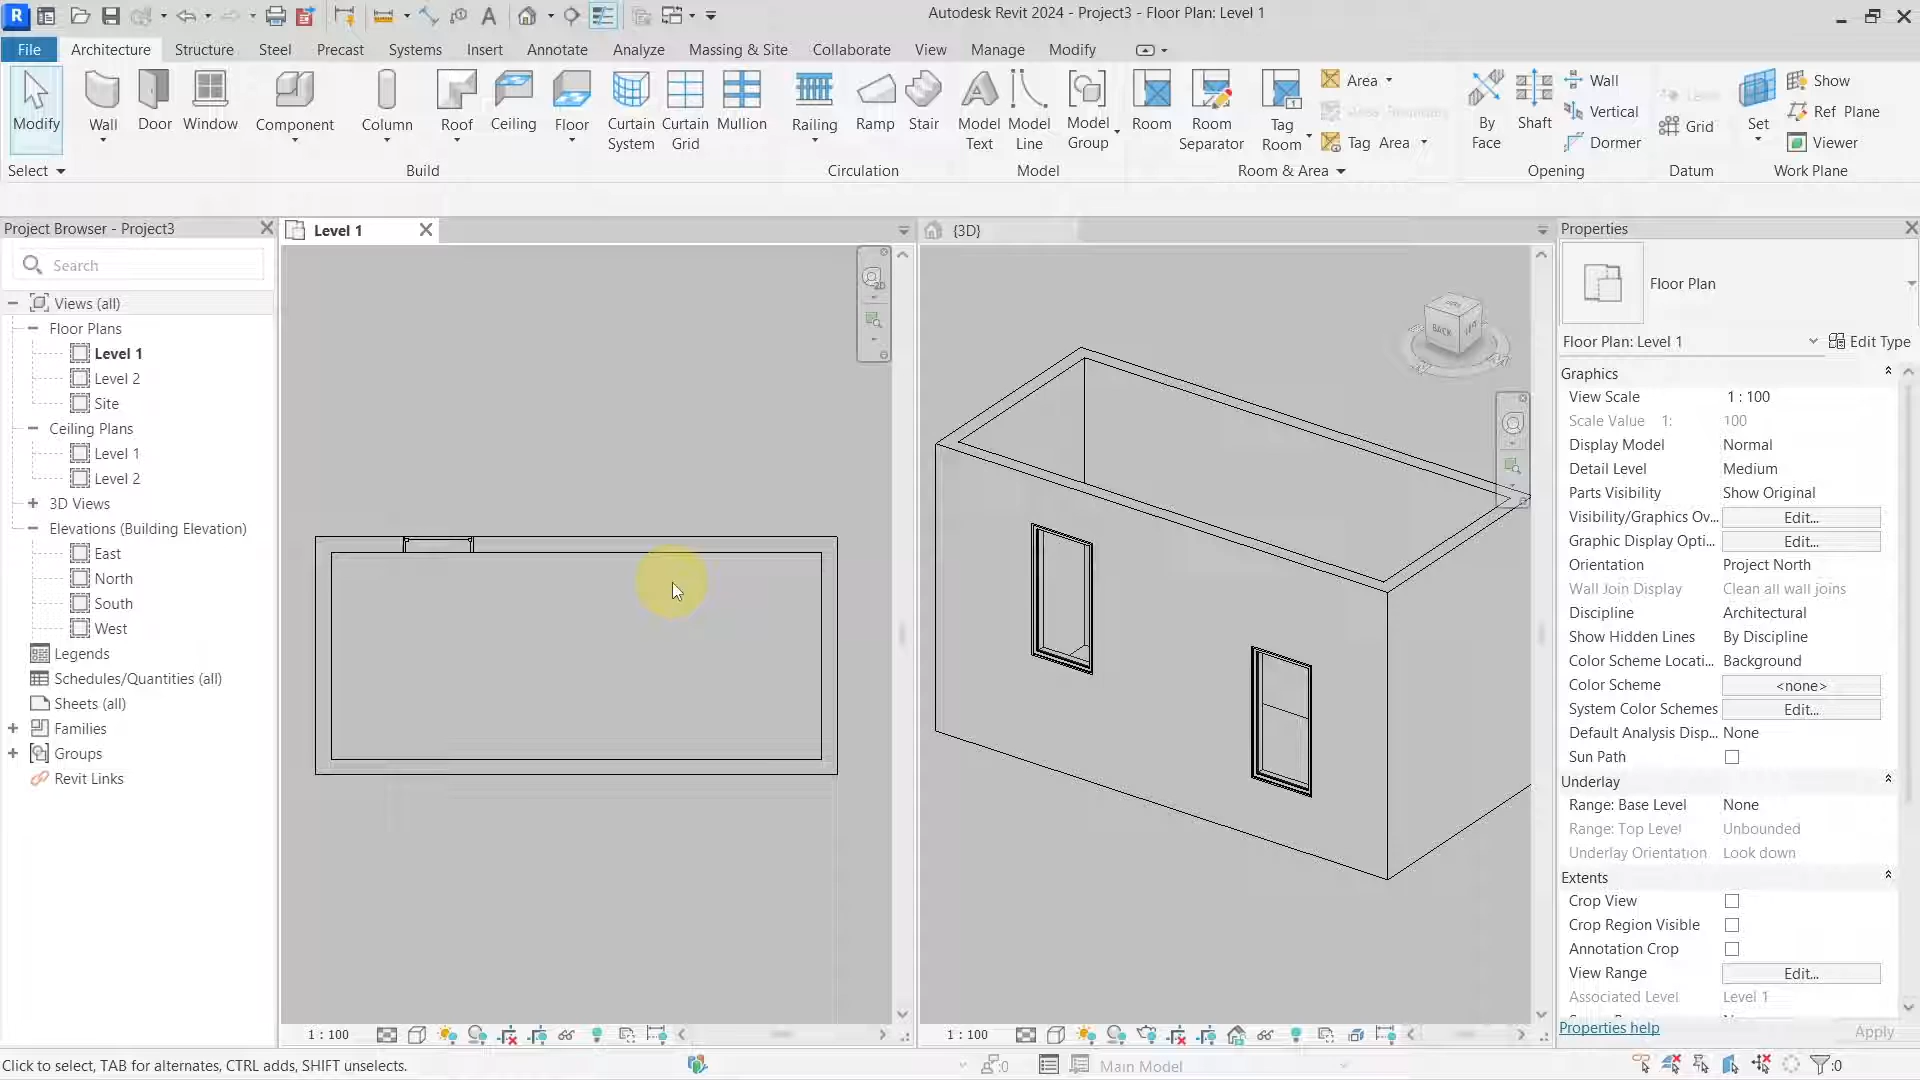 Autodesk Revit 2024 - Project3 - Floor Plan: Level 1
File Architecture Structure Steel Precast Systems Insert Annotate Analyze Massing & Site Collaborate View Manage Modify
Modify Wall Door Window Component Column Roof Ceiling Floor Curtain System Curtain Grid Mullion Railing Ramp Stair Model Text Model Line Model Group Room Room Separator Tag Room
Area
Tag Area
By Face Shaft
Wall
Vertical
Dormer
Grid
Set
Show
Ref Plane
Viewer
Select Build Circulation Model Room & Area Opening Datum Work Plane
Project Browser - Project3
Search
Views (all)
Floor Plans
Level 1
Level 2
Site
Ceiling Plans
Level 1
Level 2
3D Views
Elevations (Building Elevation)
East
North
South
West
Legends
Schedules/Quantities (all)
Sheets (all)
Families
Groups
Revit Links
Level 1
{3D}
BACK
1 : 100
1 : 100
Properties
Floor Plan
Floor Plan: Level 1 Edit Type
Graphics
View Scale 1 : 100
Scale Value 1: 100
Display Model Normal
Detail Level Medium
Parts Visibility Show Original
Visibility/Graphics Ov... Edit...
Graphic Display Opti... Edit...
Orientation Project North
Wall Join Display Clean all wall joins
Discipline Architectural
Show Hidden Lines By Discipline
Color Scheme Locati... Background
Color Scheme <none>
System Color Schemes Edit...
Default Analysis Disp... None
Sun Path
Underlay
Range: Base Level None
Range: Top Level Unbounded
Underlay Orientation Look down
Extents
Crop View
Crop Region Visible
Annotation Crop
View Range Edit...
Associated Level Level 1
Properties help Apply
Click to select, TAB for alternates, CTRL adds, SHIFT unselects.
:0
Main Model
:0